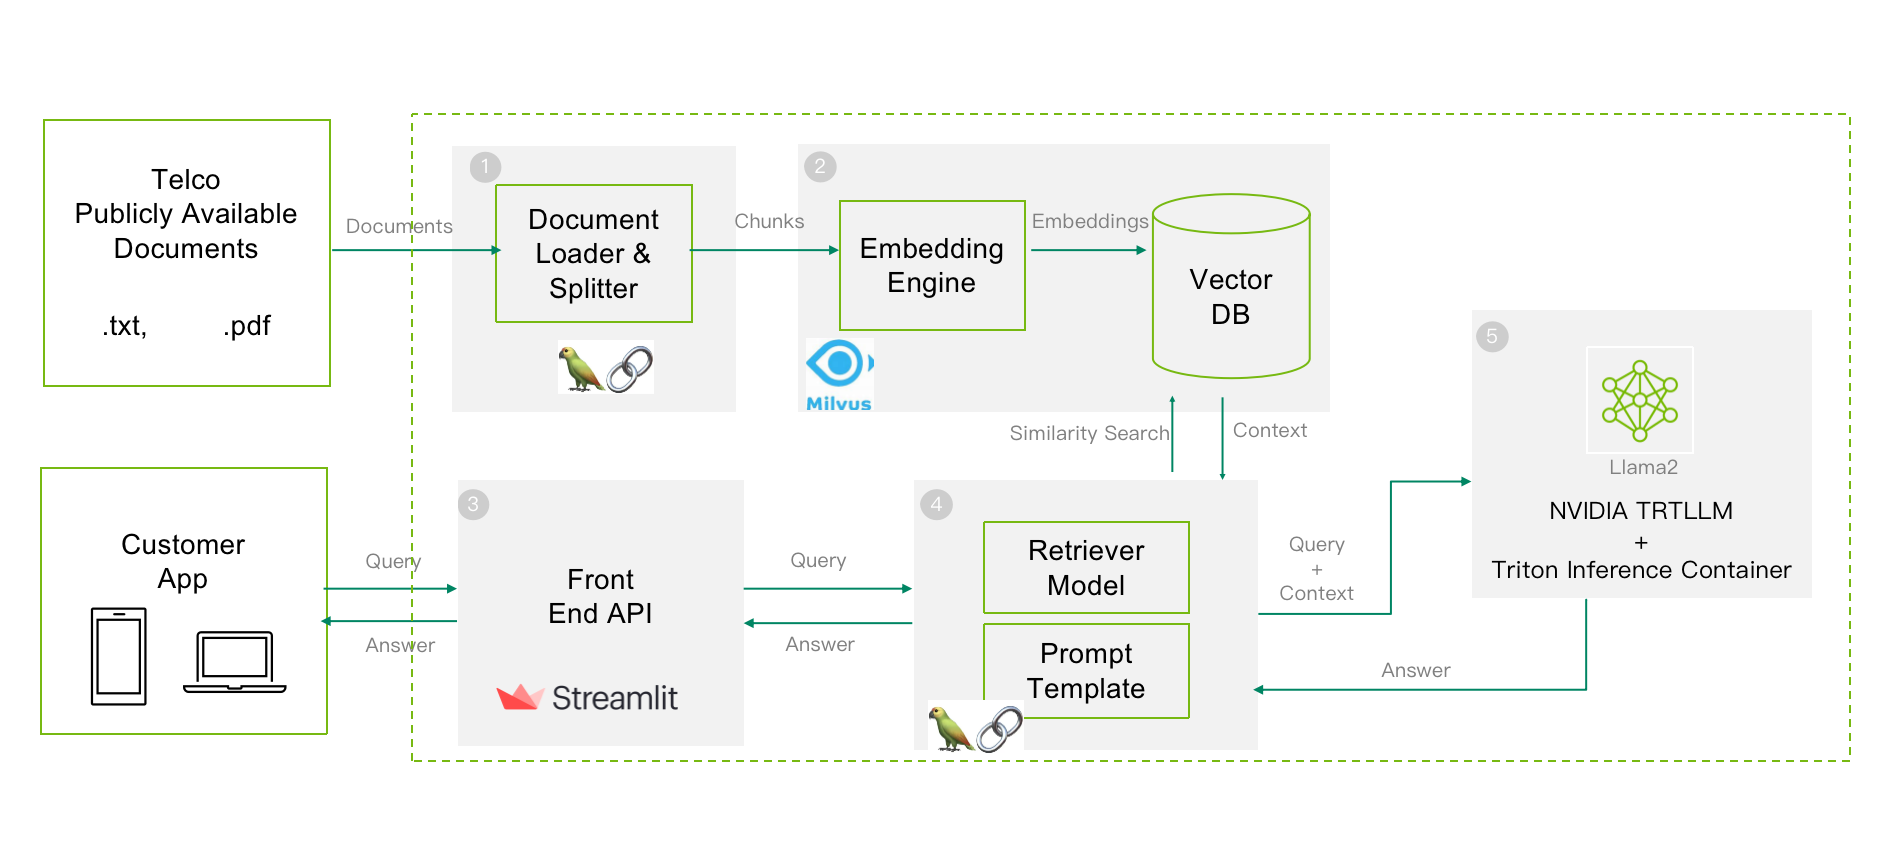 Telco
Publicly Available
Documents
.txt, .pdf
Documents
1
Document
Loader &
Splitter
Chunks
2
Embedding
Engine
Milvus
Embeddings
Vector
DB
Similarity Search
Context
Customer
App
Query
Answer
3
Front
End API
Streamlit
Query
Answer
4
Retriever
Model
Prompt
Template
Query
+
Context
Answer
5
Llama2
NVIDIA TRTLLM
+
Triton Inference Container